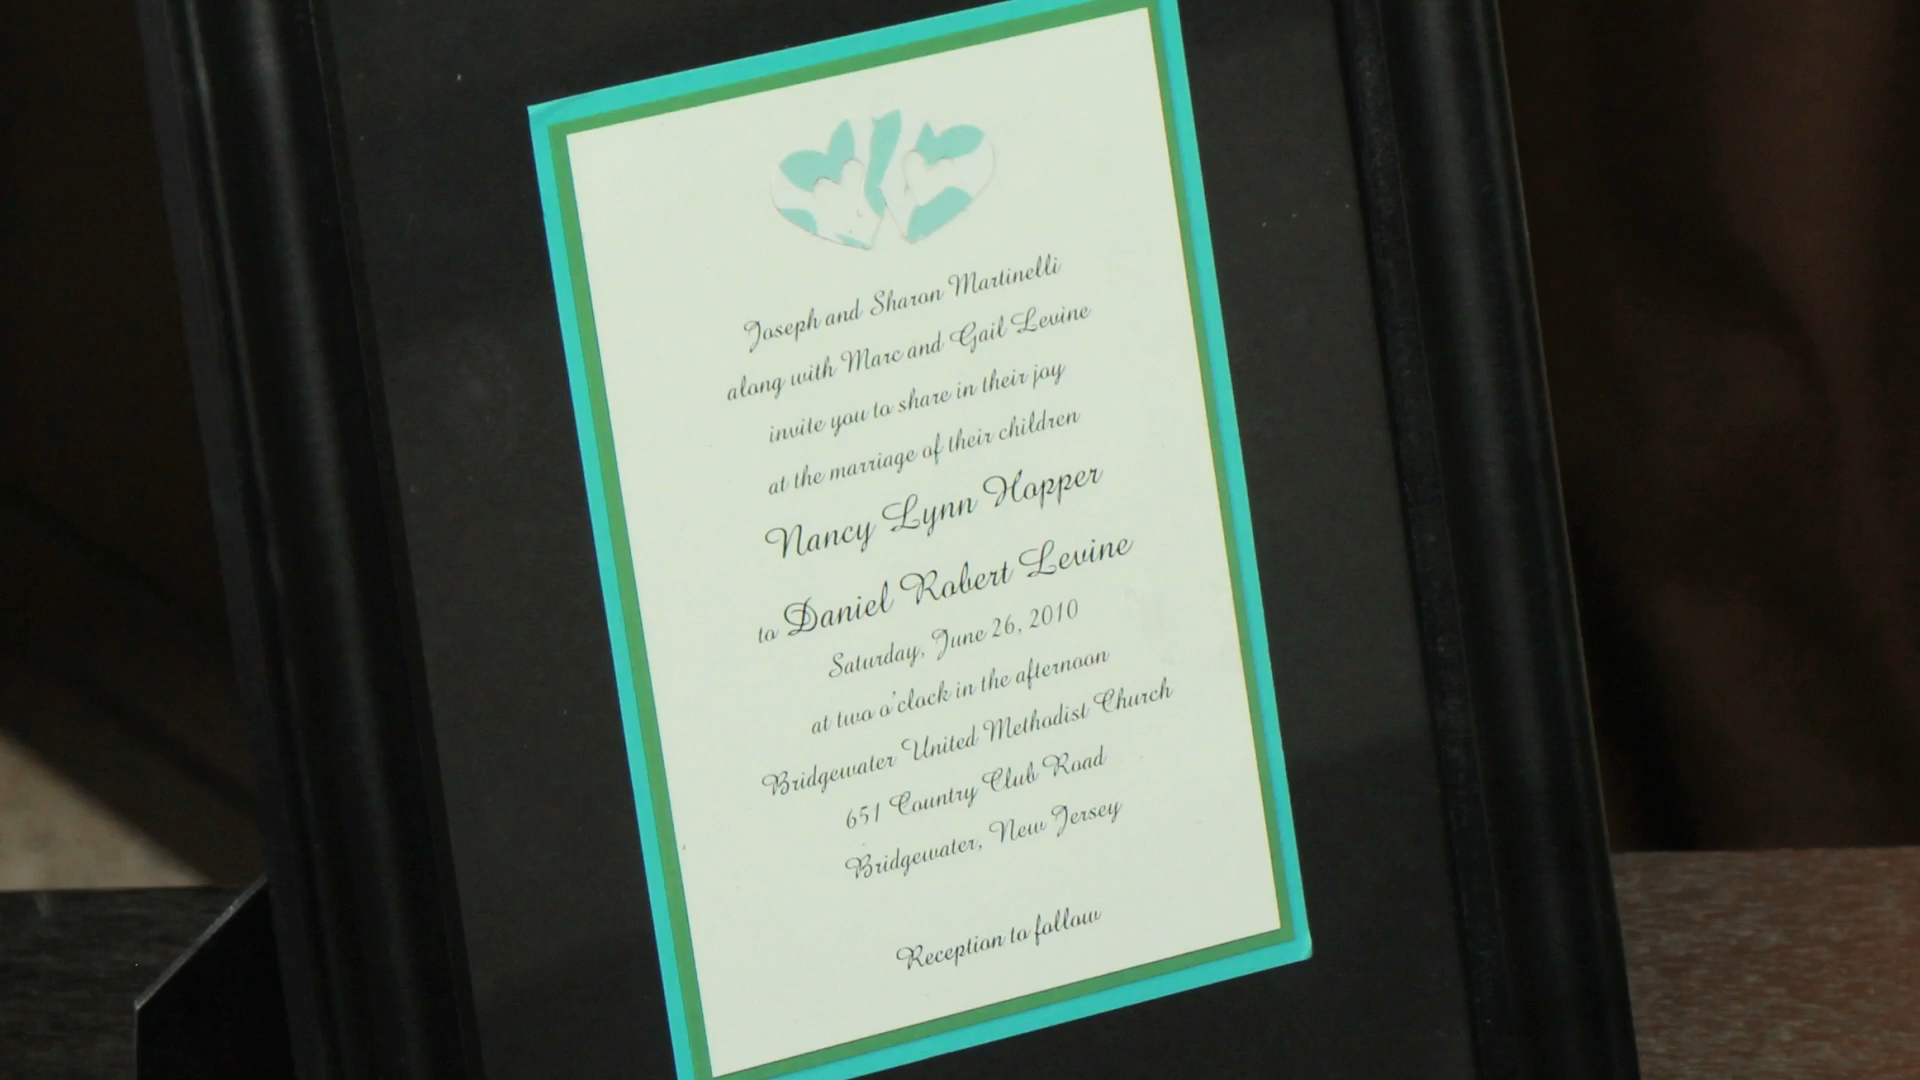 Joseph and Sharon Martinelli
along with Marc and Gail Levine
invite you to share in their joy
at the marriage of their children
Nancy Lynn Hopper
to Daniel Robert Levine
Saturday, June 26, 2010
at two o'clock in the afternoon
Bridgewater United Methodist Church
651 Country Club Road
Bridgewater, New Jersey
Reception to follow